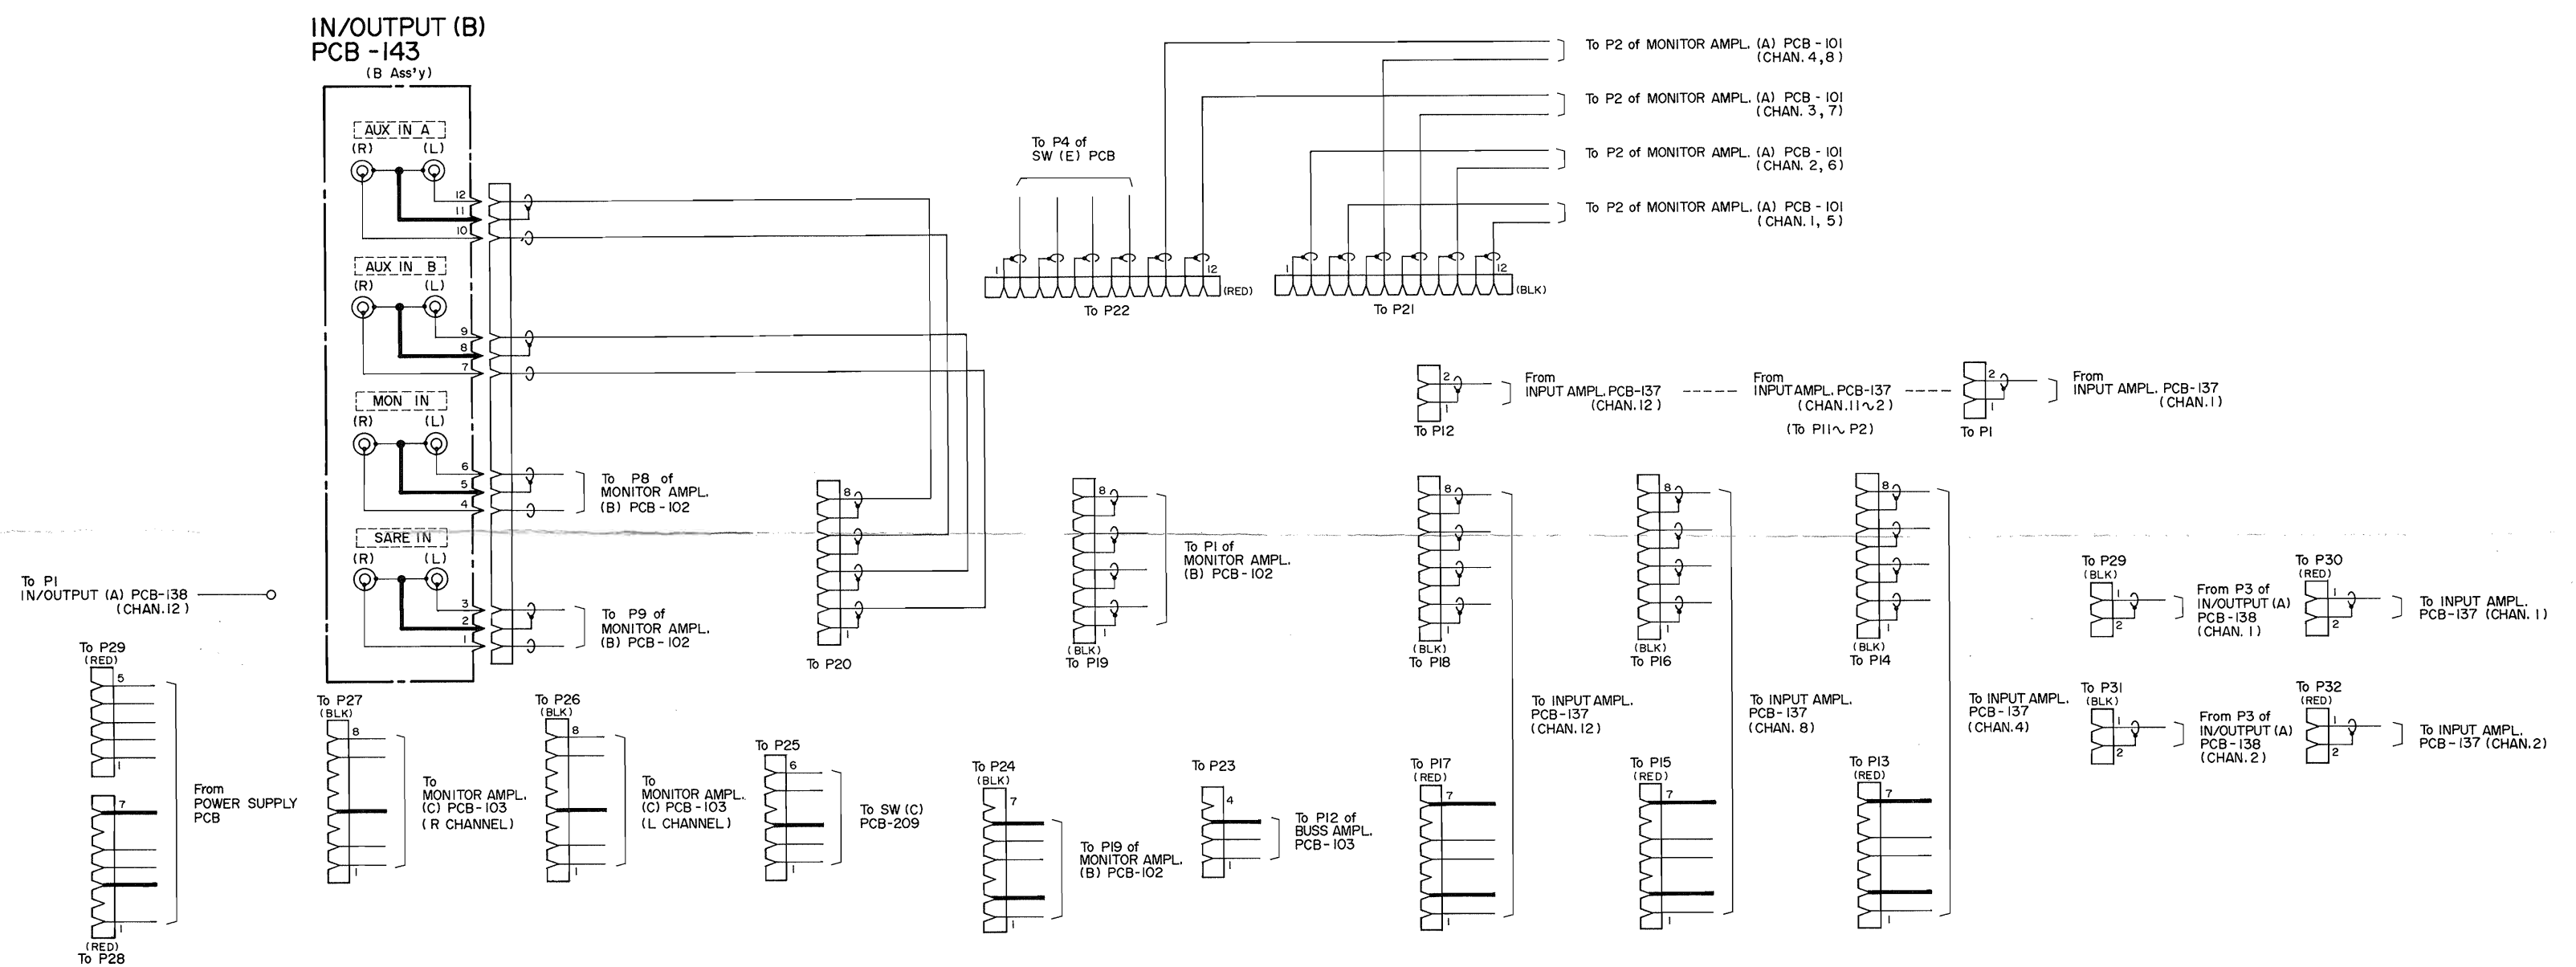 IN/OUTPUT (B)
PCB -143
(B Ass'y)
AUX IN A
(R) (L)
12
11
10
AUX IN B
(R) (L)
9
8
7
MON IN
(R) (L)
6
5
4
To P8 of
MONITOR AMPL.
(B) PCB-102
SARE IN
(R) (L)
3
2
1
To P9 of
MONITOR AMPL.
(B) PCB-102
To P1
IN/OUTPUT (A) PCB-138
(CHAN.12)
To P4 of
SW (E) PCB
1 12
(RED)
To P22
1 12
(BLK)
To P21
To P2 of MONITOR AMPL. (A) PCB - 101
(CHAN. 4,8)
To P2 of MONITOR AMPL. (A) PCB - 101
(CHAN. 3, 7)
To P2 of MONITOR AMPL. (A) PCB - 101
(CHAN. 2, 6)
To P2 of MONITOR AMPL. (A) PCB - 101
(CHAN. 1, 5)
2
1
To P12
From
INPUT AMPL.PCB-137
(CHAN.12)
From
INPUT AMPL.PCB-137
(CHAN.11~2)
(To P11~ P2)
2
1
To P1
From
INPUT AMPL. PCB-137
(CHAN.1)
8
1
To P20
8
1
(BLK)
To P19
To P1 of
MONITOR AMPL.
(B) PCB-102
8
1
(BLK)
To P18
8
1
(BLK)
To P16
8
1
(BLK)
To P14
To P29
(BLK)
1
2
From P3 of
IN/OUTPUT (A)
PCB-138
(CHAN. 1)
To P30
(RED)
1
2
To INPUT AMPL.
PCB-137 (CHAN. 1)
To P29
(RED)
5
1
7
1
(RED)
To P28
From
POWER SUPPLY
PCB
To P27
(BLK)
8
1
To
MONITOR AMPL.
(C) PCB-103
( R CHANNEL)
To P26
(BLK)
8
1
To
MONITOR AMPL.
(C) PCB-103
(L CHANNEL)
To P25
6
1
To SW (C)
PCB-209
To P24
(BLK)
7
1
To P19 of
MONITOR AMPL.
(B) PCB-102
To P23
4
1
To P12 of
BUSS AMPL.
PCB-103
To P17
(RED)
7
1
To INPUT AMPL.
PCB-137
(CHAN.12)
To P15
(RED)
7
1
To INPUT AMPL.
PCB-137
(CHAN. 8)
To P13
(RED)
7
1
To INPUT AMPL.
PCB-137
(CHAN.4)
To P31
(BLK)
1
2
From P3 of
IN/OUTPUT (A)
PCB-138
(CHAN. 2)
To P32
(RED)
1
2
To INPUT AMPL.
PCB-137 (CHAN.2)